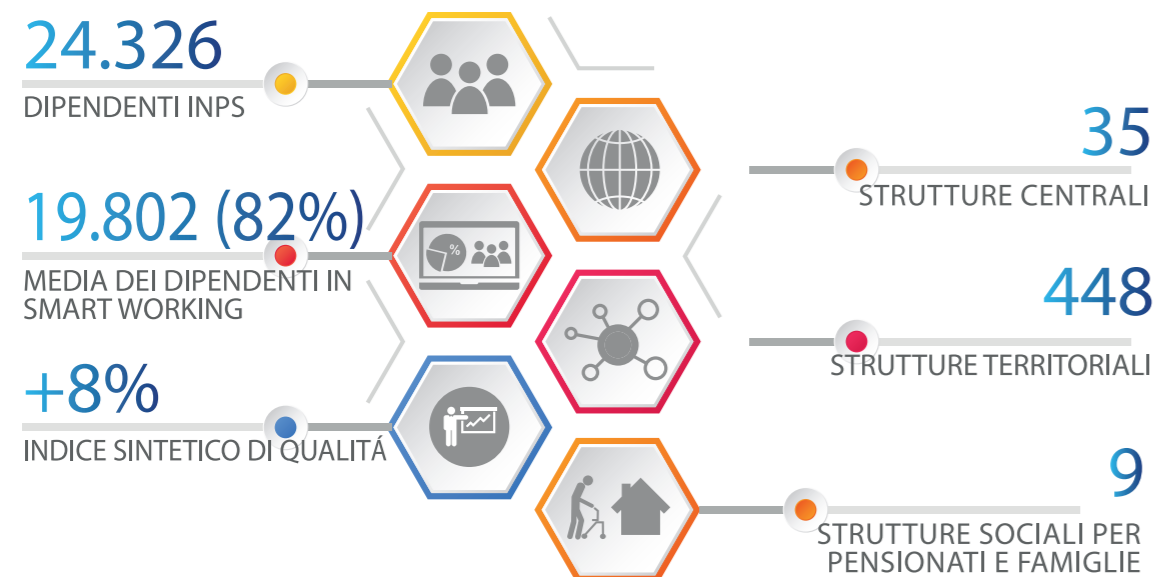 24.326
DIPENDENTI INPS
19.802 (82%)
MEDIA DEI DIPENDENTI IN
SMART WORKING
%
+8%
INDICE SINTETICO DI QUALITÁ
35
STRUTTURE CENTRALI
448
STRUTTURE TERRITORIALI
9
STRUTTURE SOCIALI PER
PENSIONATI E FAMIGLIE